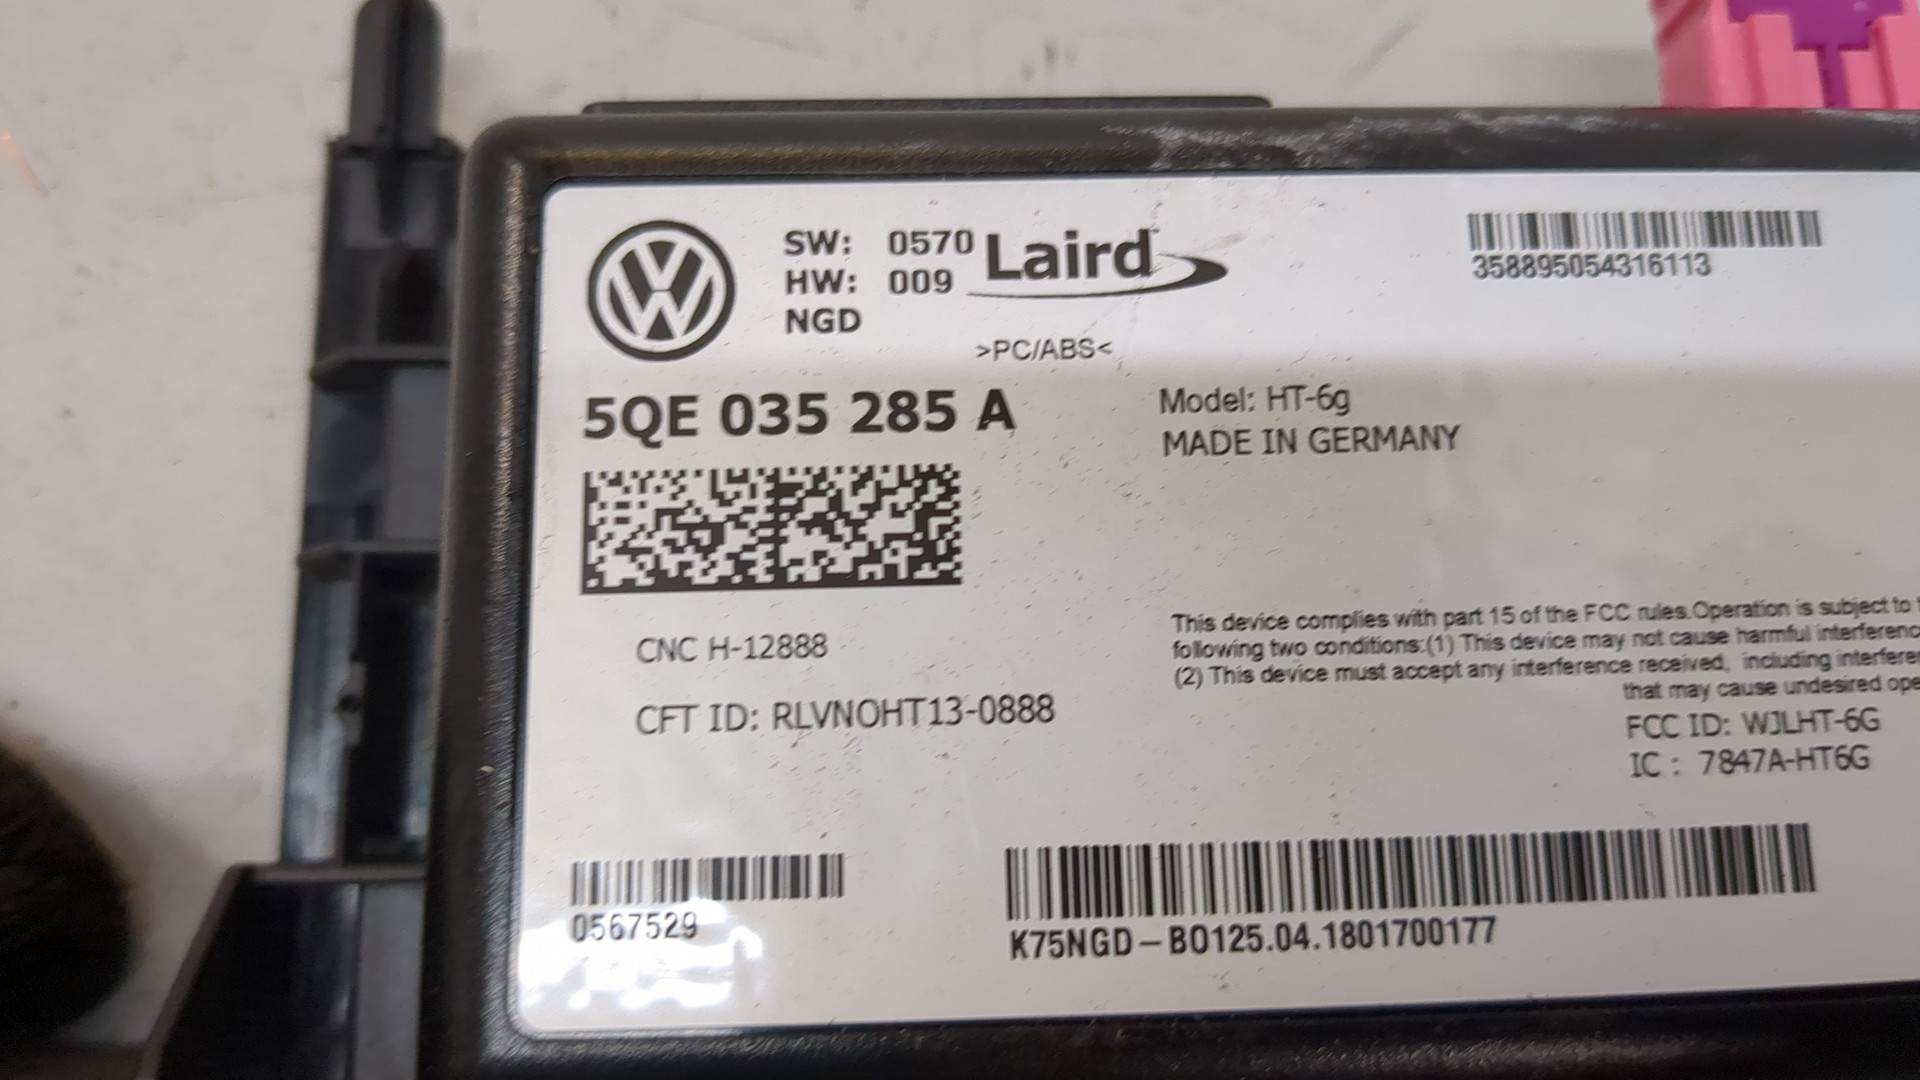 SW: 0570
HW: 009
NGD
Laird
>PC/ABS<
358895054316113
5QE 035 285 A
Model: HT-6g
MADE IN GERMANY
CNC H-12888
CFT ID: RLVNOHT13-0888
This device complies with part 15 of the FCC rules.Operation is subject to
following two conditions:(1) This device may not cause harmful
(2) This device must accept any interference received, including
that may cause undesired
FCC ID: WJLHT-6G
IC : 7847A-HT6G
0567529
K75NGD-BO125.04.1801700177